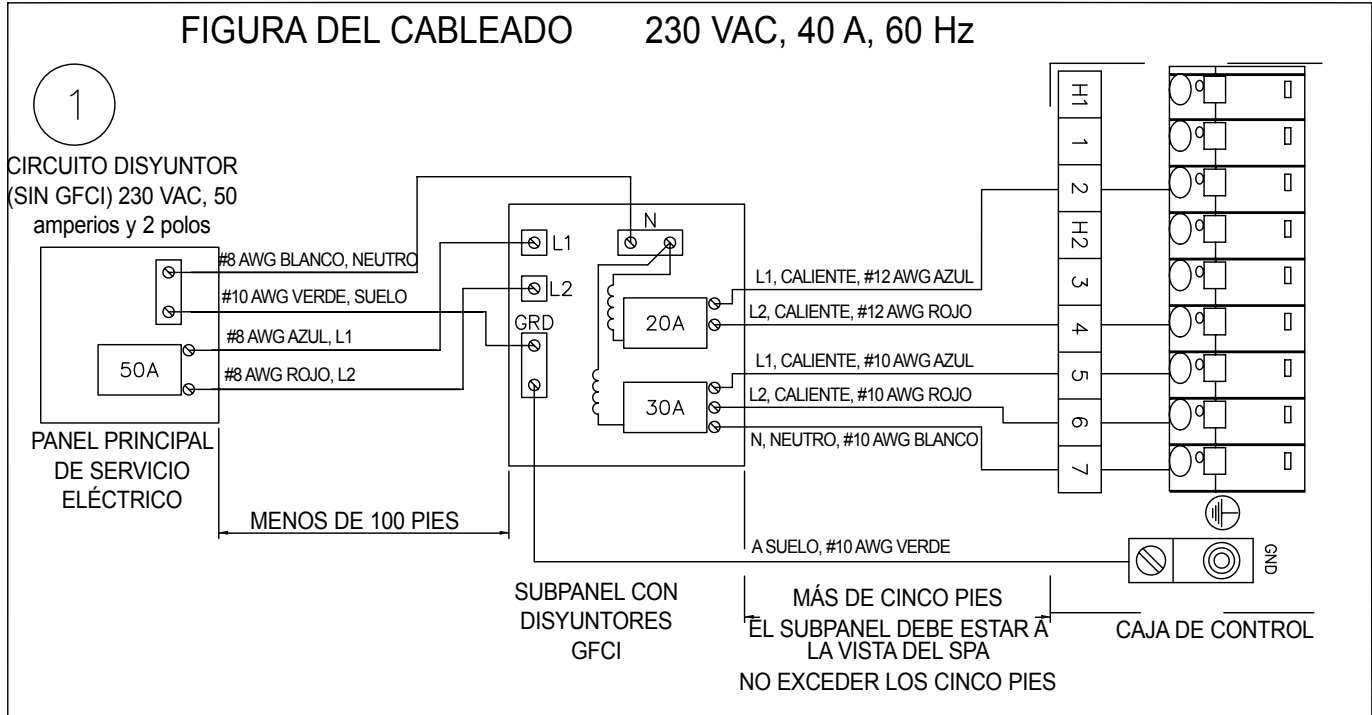 FIGURA DEL CABLEADO 230 VAC, 40 A, 60 Hz
1
CIRCUITO DISYUNTOR
(SIN GFCI) 230 VAC, 50
amperios y 2 polos
#8 AWG BLANCO, NEUTRO
#10 AWG VERDE, SUELO
#8 AWG AZUL, L1
#8 AWG ROJO, L2
50A
PANEL PRINCIPAL
DE SERVICIO
ELÉCTRICO
MENOS DE 100 PIES
L1
L2
GRD
N
20A
30A
SUBPANEL CON
DISYUNTORES
GFCI
L1, CALIENTE, #12 AWG AZUL
L2, CALIENTE, #12 AWG ROJO
L1, CALIENTE, #10 AWG AZUL
L2, CALIENTE, #10 AWG ROJO
N, NEUTRO, #10 AWG BLANCO
A SUELO, #10 AWG VERDE
MÁS DE CINCO PIES
EL SUBPANEL DEBE ESTAR A
LA VISTA DEL SPA
NO EXCEDER LOS CINCO PIES
H1
1
2
H2
3
4
5
6
7
GND
CAJA DE CONTROL